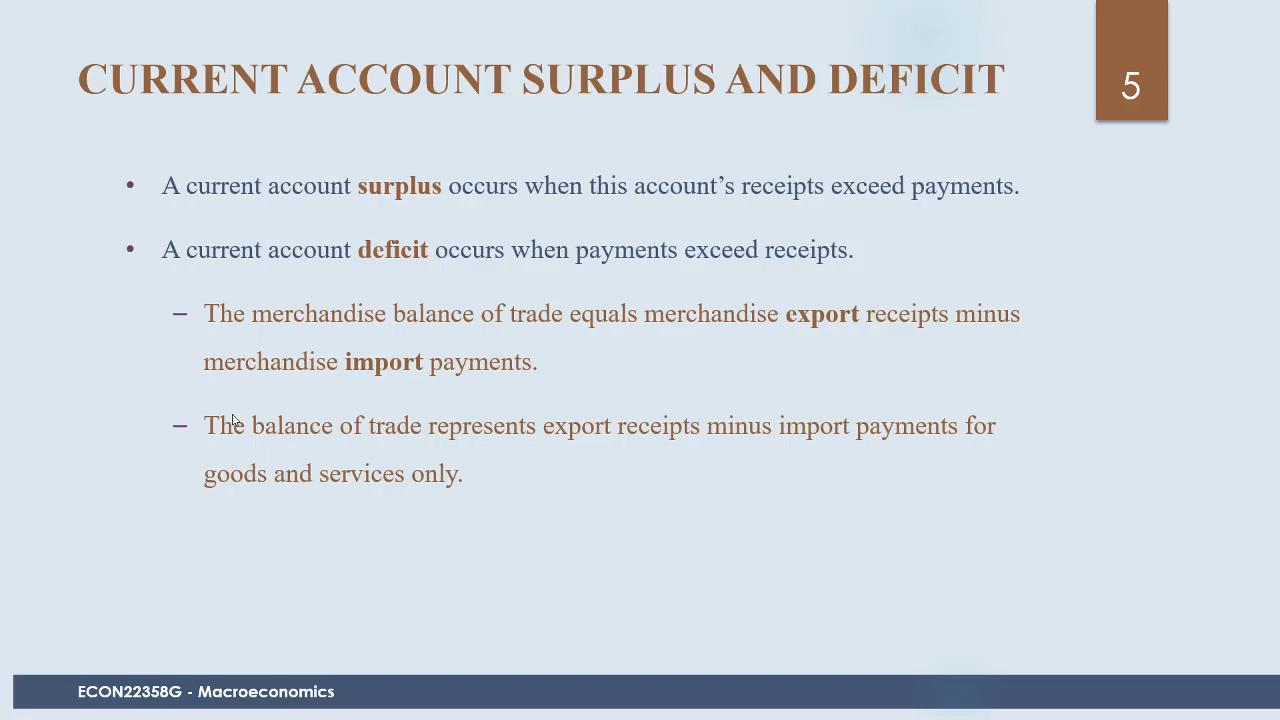 CURRENT ACCOUNT SURPLUS AND DEFICIT
5
• A current account surplus occurs when this account’s receipts exceed payments.
• A current account deficit occurs when payments exceed receipts.
– The merchandise balance of trade equals merchandise export receipts minus
merchandise import payments.
– The balance of trade represents export receipts minus import payments for
goods and services only.
ECON22358G - Macroeconomics